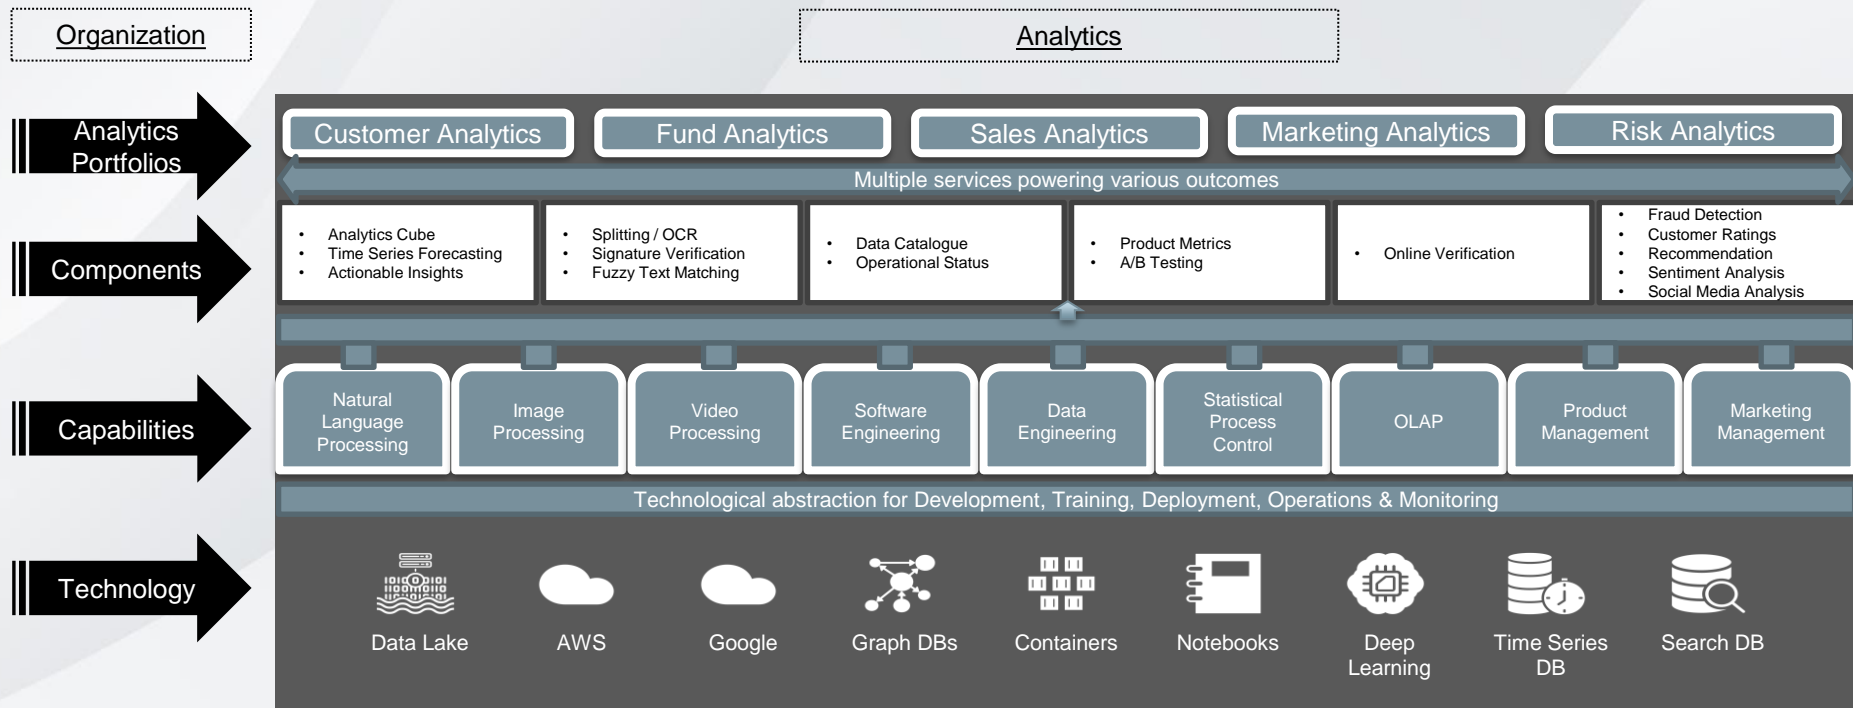 Organization
Analytics
Analytics
Portfolios
Customer Analytics
Fund Analytics
Sales Analytics
Marketing Analytics
Risk Analytics
Multiple services powering various outcomes
Components
• Analytics Cube
• Time Series Forecasting
• Actionable Insights
• Splitting / OCR
• Signature Verification
• Fuzzy Text Matching
• Data Catalogue
• Operational Status
• Product Metrics
• A/B Testing
• Online Verification
• Fraud Detection
• Customer Ratings
• Recommendation
• Sentiment Analysis
• Social Media Analysis
Capabilities
Natural
Language
Processing
Image
Processing
Video
Processing
Software
Engineering
Data
Engineering
Statistical
Process
Control
OLAP
Product
Management
Marketing
Management
Technological abstraction for Development, Training, Deployment, Operations & Monitoring
Technology
Data Lake
AWS
Google
Graph DBs
Containers
Notebooks
Deep
Learning
Time Series
DB
Search DB